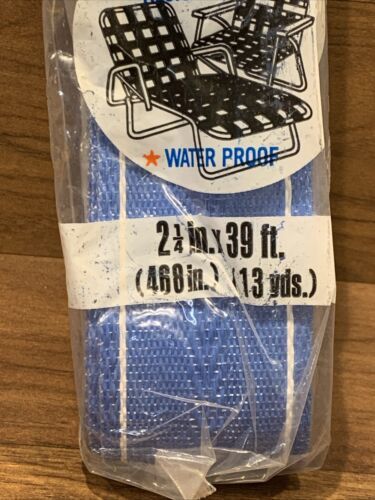 ★ WATER PROOF
2¼ in. x 39 ft.
(468 in.) (13 yds.)